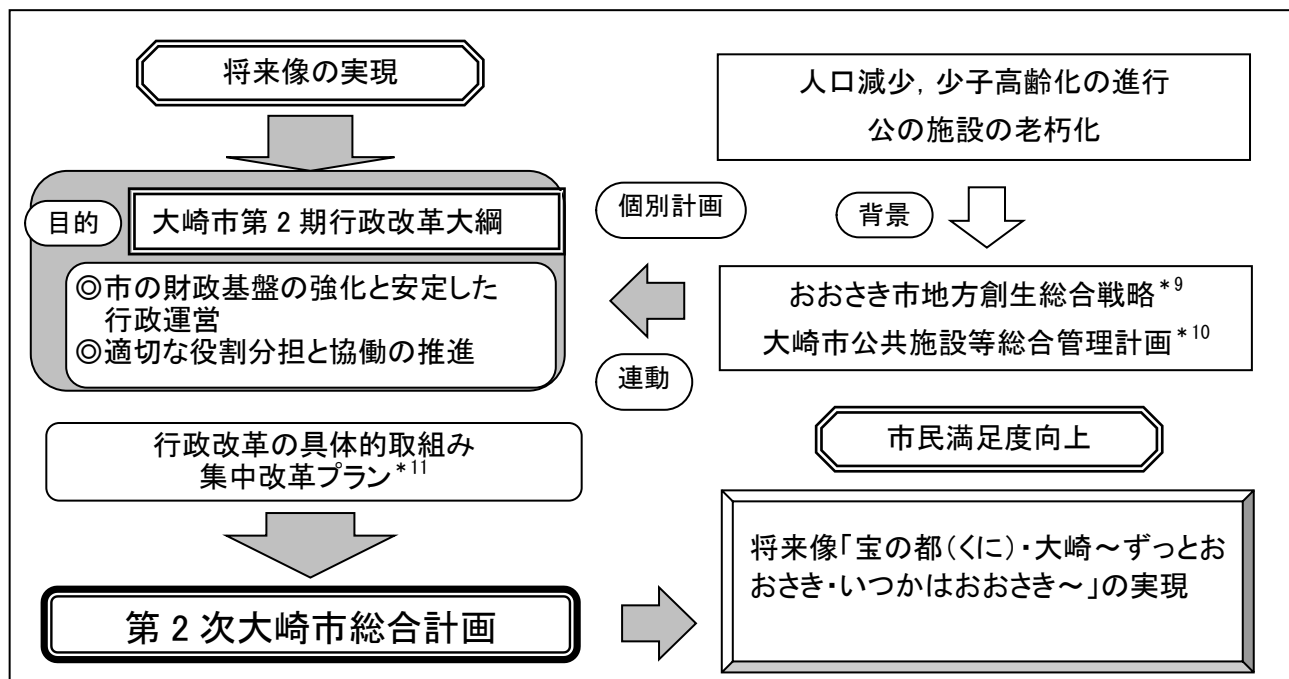 将来像の実現
目的
大崎市第2期行政改革大綱
◎市の財政基盤の強化と安定した
行政運営
◎適切な役割分担と協働の推進
行政改革の具体的取組み
集中改革プラン*11
第2次大崎市総合計画
人口減少，少子高齢化の進行
公の施設の老朽化
背景
個別計画
連動
おおさき市地方創生総合戦略*9
大崎市公共施設等総合管理計画*10
市民満足度向上
将来像「宝の都（くに）・大崎～ずっとお
おさき・いつかはおおさき～」の実現